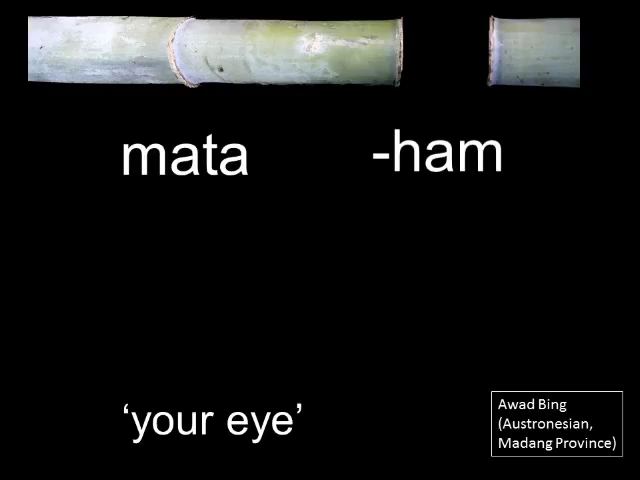 mata -ham
‘your eye’
Awad Bing
(Austronesian,
Madang Province)